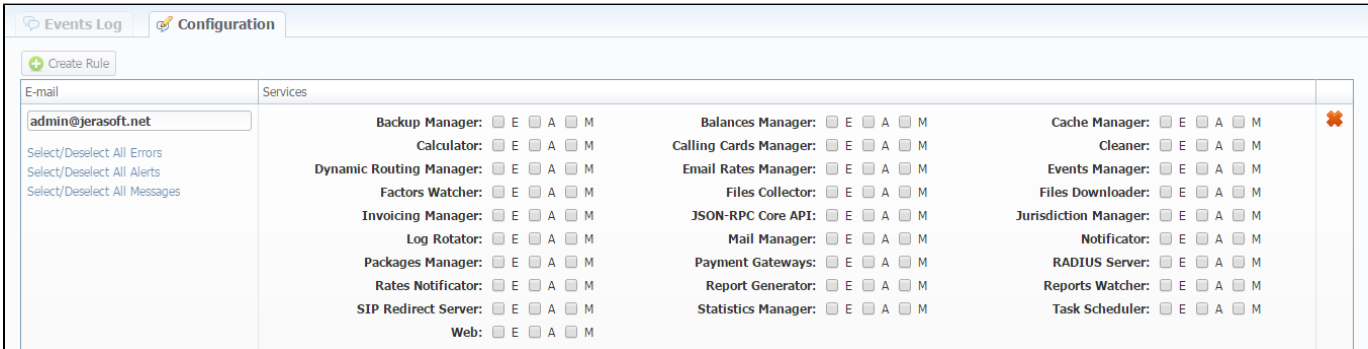 Events Log Configuration
Create Rule
E-mail Services
admin@jerasoft.net
Select/Deselect All Errors
Select/Deselect All Alerts
Select/Deselect All Messages
Backup Manager: E A M Balances Manager: E A M Cache Manager: E A M
Calculator: E A M Calling Cards Manager: E A M Cleaner: E A M
Dynamic Routing Manager: E A M Email Rates Manager: E A M Events Manager: E A M
Factors Watcher: E A M Files Collector: E A M Files Downloader: E A M
Invoicing Manager: E A M JSON-RPC Core API: E A M Jurisdiction Manager: E A M
Log Rotator: E A M Mail Manager: E A M Notificator: E A M
Packages Manager: E A M Payment Gateways: E A M RADIUS Server: E A M
Rates Notificator: E A M Report Generator: E A M Reports Watcher: E A M
SIP Redirect Server: E A M Statistics Manager: E A M Task Scheduler: E A M
Web: E A M